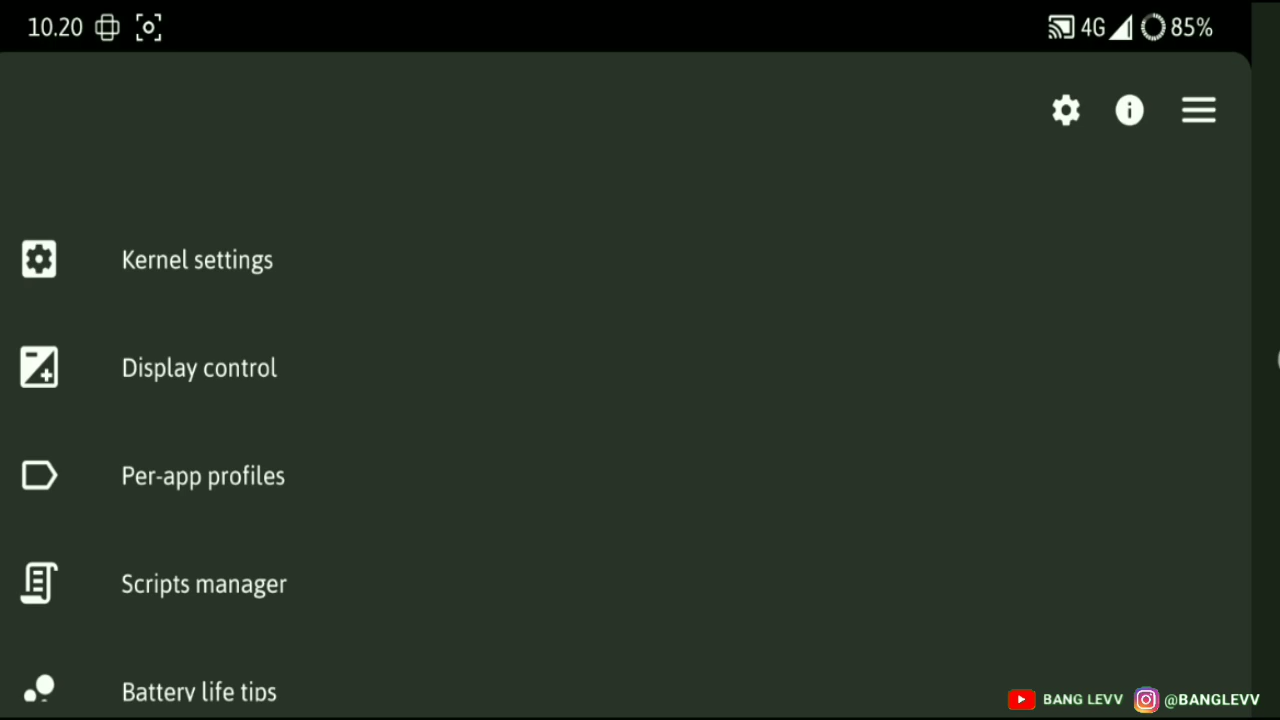 10.20 4G 85%
Kernel settings
Display control
Per-app profiles
Scripts manager
Battery life tips
BANG LEVV @BANGLEVV